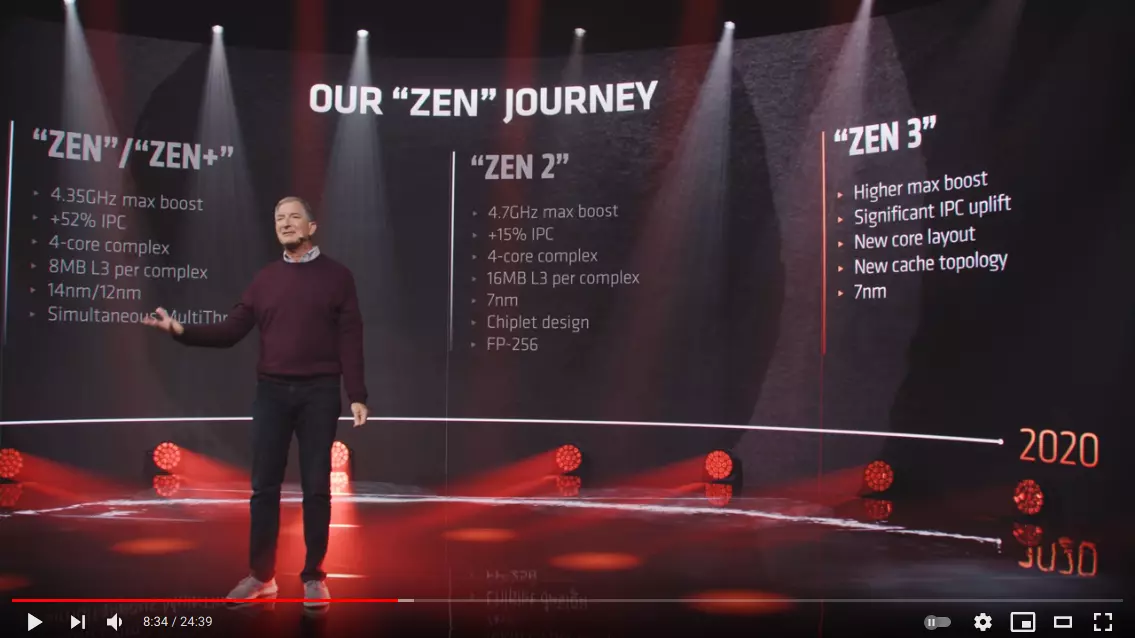 OUR “ZEN” JOURNEY
“ZEN”/“ZEN+”
4.35GHz max boost
+52% IPC
4-core complex
8MB L3 per complex
14nm/12nm
Simultaneous MultiThr
“ZEN 2”
4.7GHz max boost
+15% IPC
4-core complex
16MB L3 per complex
7nm
Chiplet design
FP-256
“ZEN 3”
Higher max boost
Significant IPC uplift
New core layout
New cache topology
7nm
2020
8:34 / 24:39